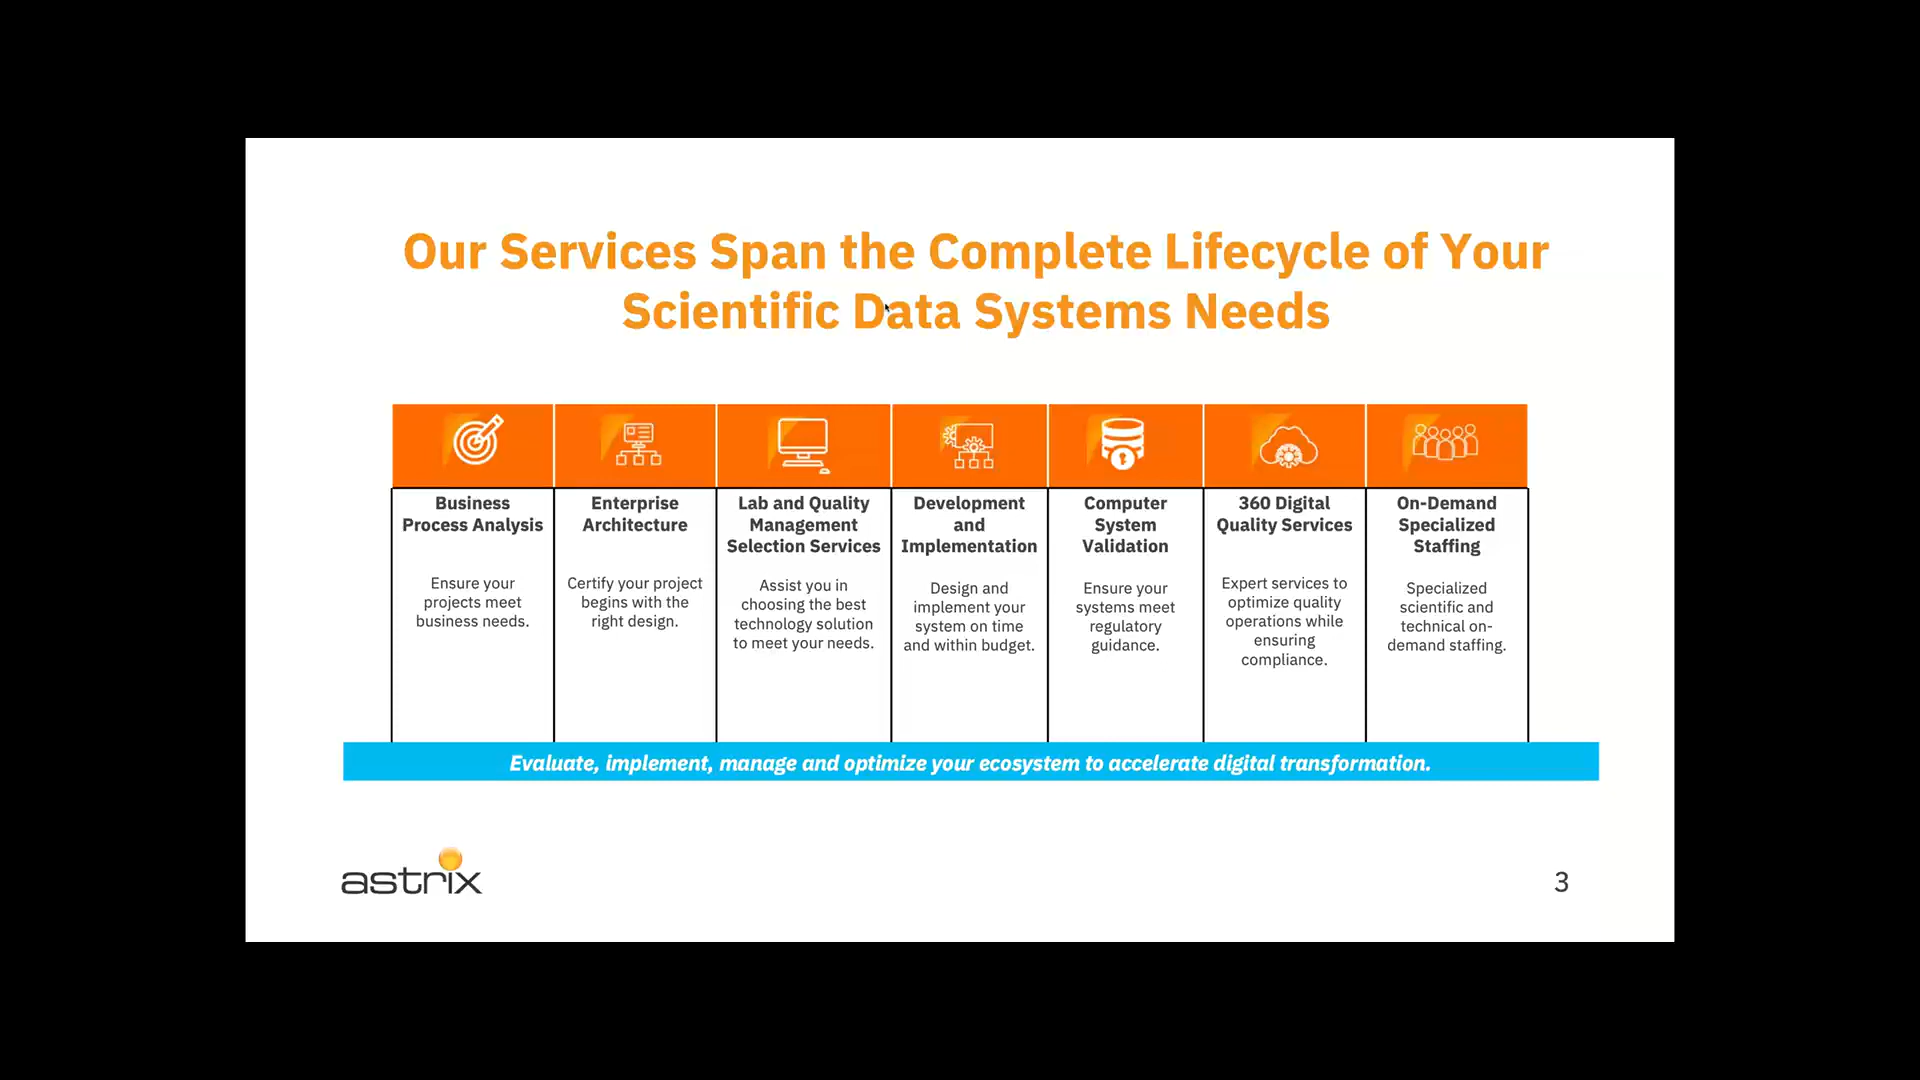 Our Services Span the Complete Lifecycle of Your
Scientific Data Systems Needs
Business
Process Analysis
Ensure your
projects meet
business needs.
Enterprise
Architecture
Certify your project
begins with the
right design.
Lab and Quality
Management
Selection Services
Assist you in
choosing the best
technology solution
to meet your needs.
Development
and
Implementation
Design and
implement your
system on time
and within budget.
Computer
System
Validation
Ensure your
systems meet
regulatory
guidance.
360 Digital
Quality Services
Expert services to
optimize quality
operations while
ensuring
compliance.
On-Demand
Specialized
Staffing
Specialized
scientific and
technical on-
demand staffing.
Evaluate, implement, manage and optimize your ecosystem to accelerate digital transformation.
astrix
3